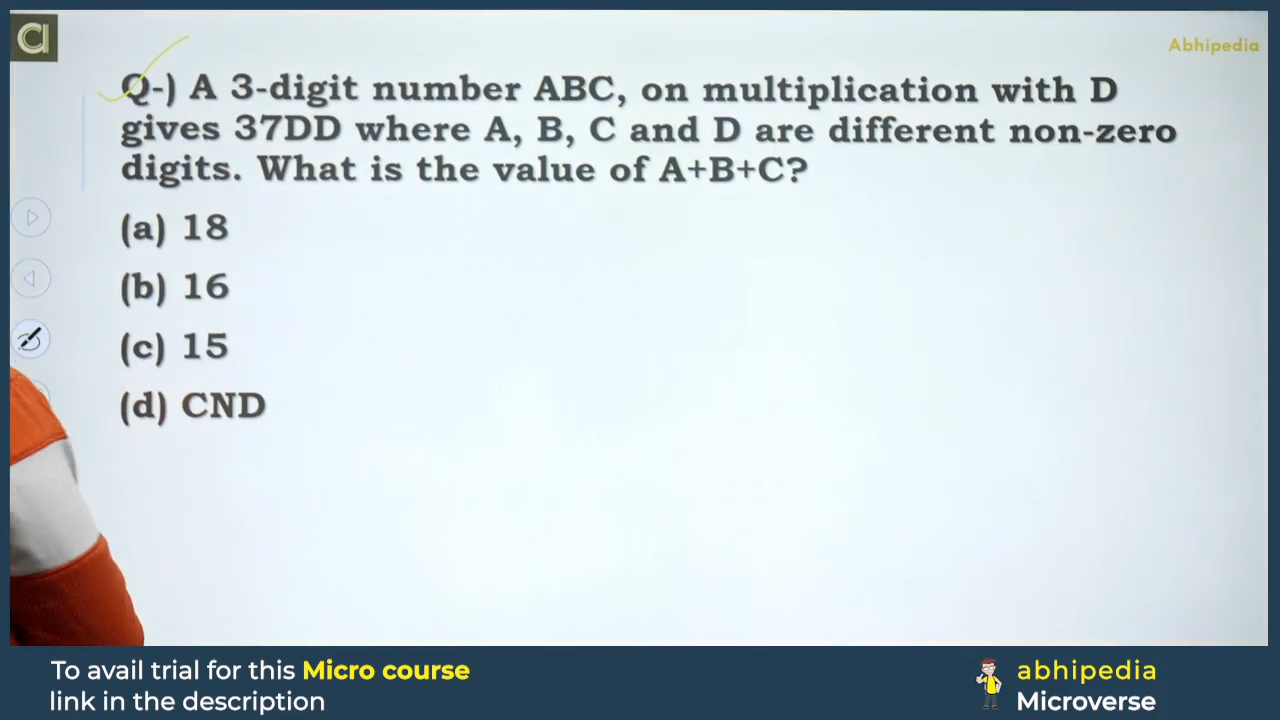 Abhipedia
Q-) A 3-digit number ABC, on multiplication with D
gives 37DD where A, B, C and D are different non-zero
digits. What is the value of A+B+C?
(a) 18
(b) 16
(c) 15
(d) CND
To avail trial for this Micro course
link in the description
abhipedia
Microverse